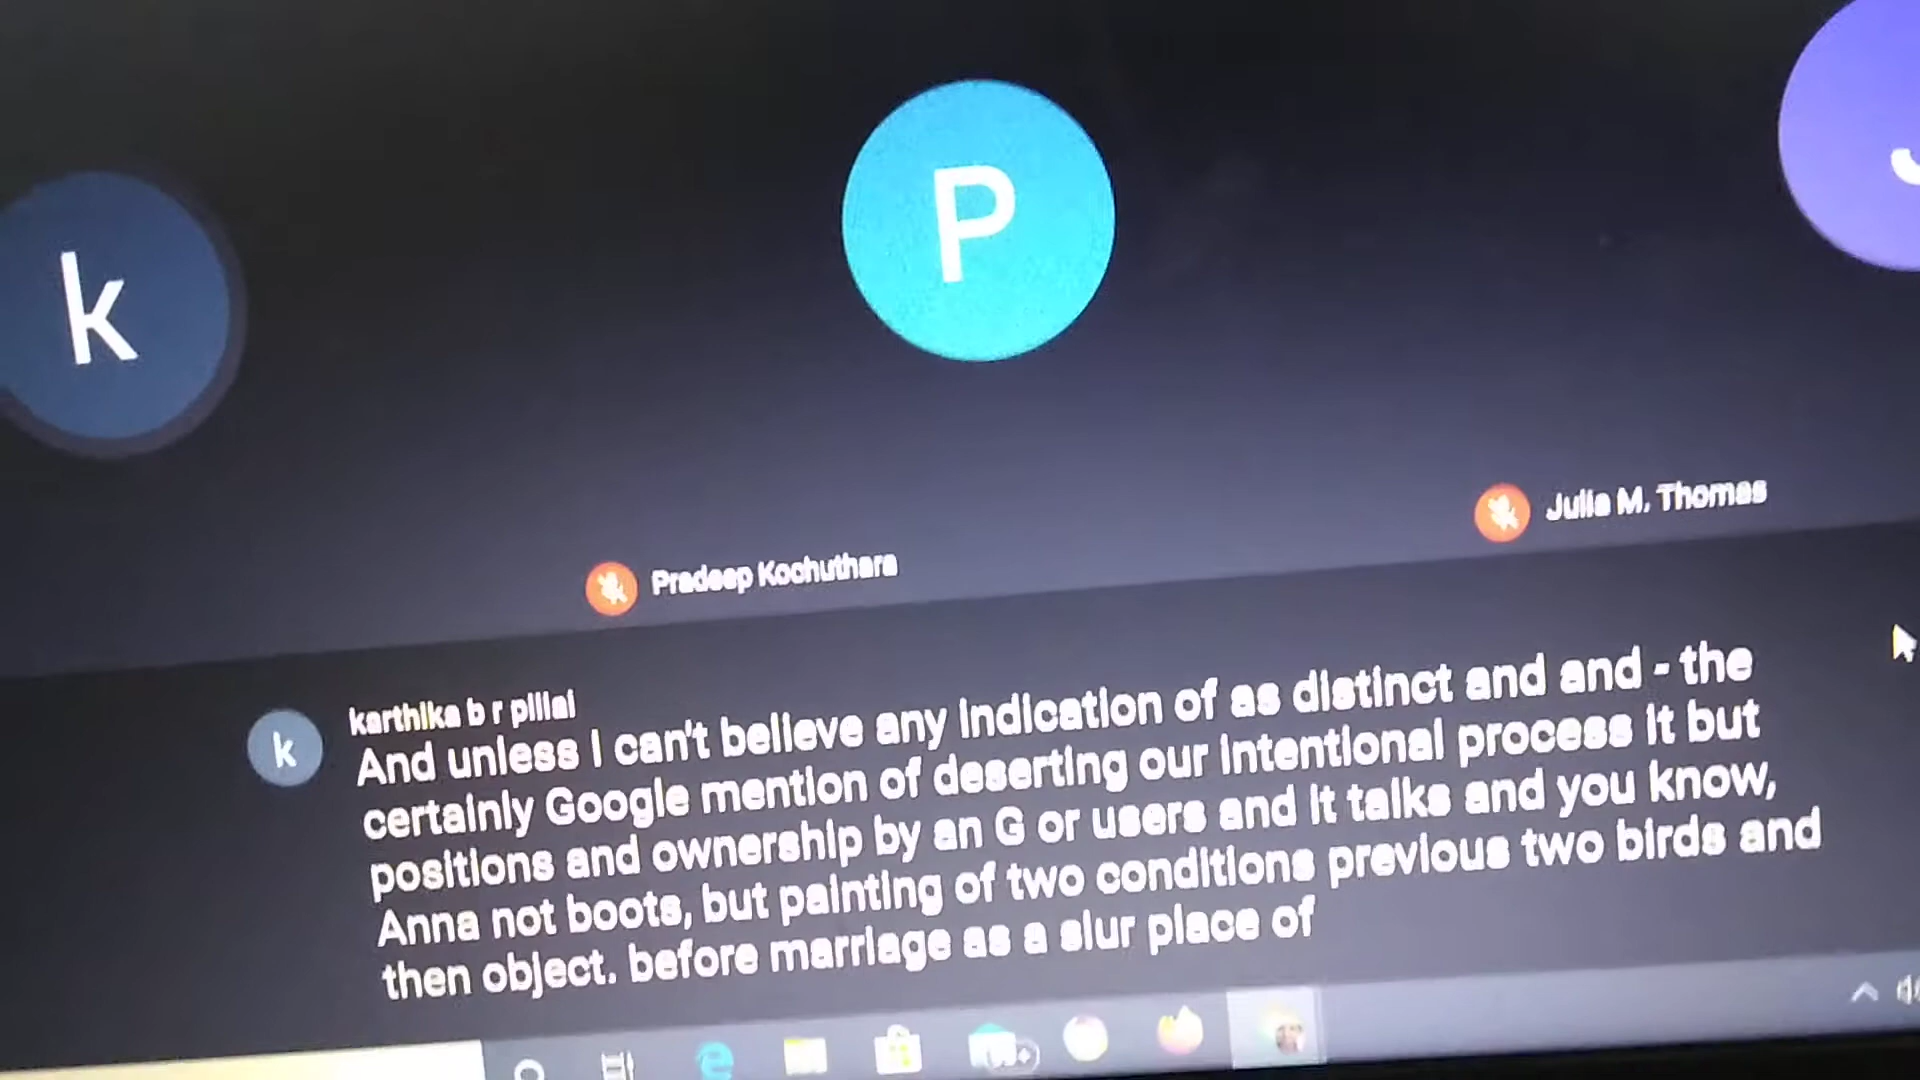 k
P
J
Julia M. Thomas
Pradeep Kochuthara
karthika b r pillai
k
And unless I can't believe any indication of as distinct and and - the
certainly Google mention of deserting our intentional process it but
positions and ownership by an G or users and it talks and you know,
Anna not boots, but painting of two conditions previous two birds and
then object. before marriage as a slur place of